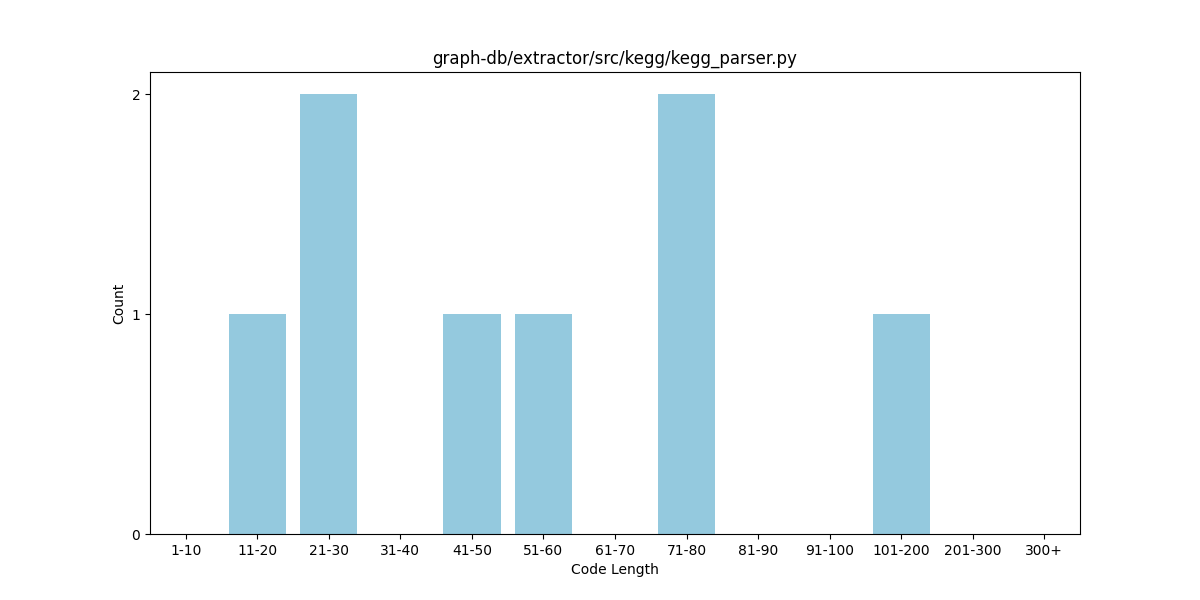 graph-db/extractor/src/kegg/kegg_parser.py
2
1
0
Count
1-10 11-20 21-30 31-40 41-50 51-60 61-70 71-80 81-90 91-100 101-200 201-300 300+
Code Length